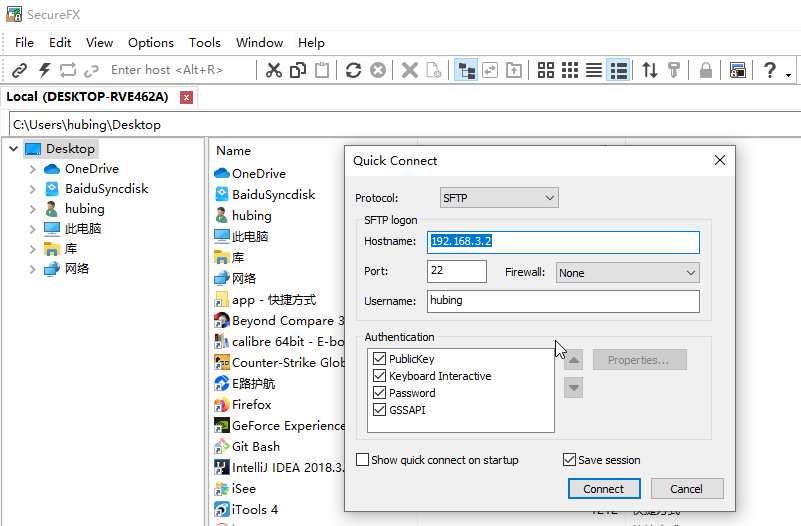 SecureFX
File Edit View Options Tools Window Help
Enter host <Alt+R>
Local (DESKTOP-RVE462A)
C:\Users\hubing\Desktop
Desktop
OneDrive
BaiduSyncdisk
hubing
此电脑
库
网络
Name
OneDrive
BaiduSyncdisk
hubing
此电脑
库
网络
app - 快捷方式
Beyond Compare 3
calibre 64bit - E-bo
Counter-Strike Glob
E路护航
Firefox
GeForce Experience
Git Bash
IntelliJ IDEA 2018.3.
iSee
iTools 4
Quick Connect
Protocol: SFTP
SFTP logon
Hostname: 192.168.3.2
Port: 22 Firewall: None
Username: hubing
Authentication
PublicKey
Keyboard Interactive
Password
GSSAPI
Properties...
Show quick connect on startup Save session
Connect Cancel